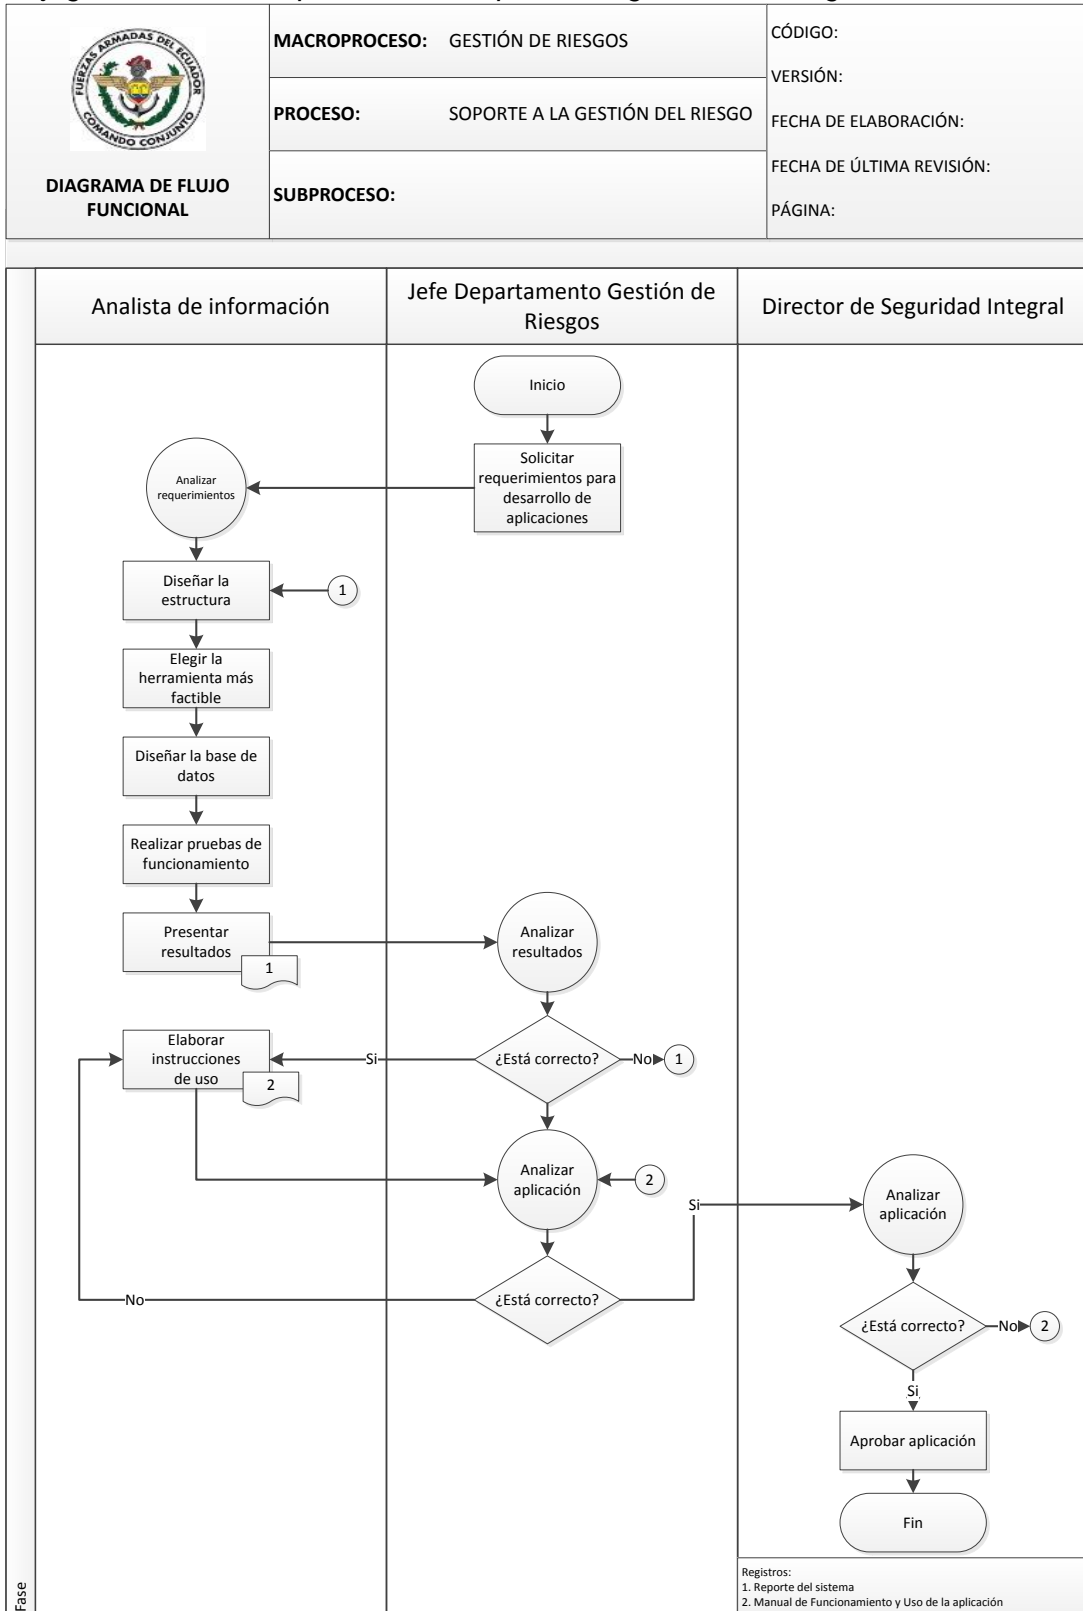 FUERZAS ARMADAS DEL ECUADOR
COMANDO CONJUNTO
DIAGRAMA DE FLUJO
FUNCIONAL
MACROPROCESO: GESTIÓN DE RIESGOS
PROCESO: SOPORTE A LA GESTIÓN DEL RIESGO
SUBPROCESO:
CÓDIGO:
VERSIÓN:
FECHA DE ELABORACIÓN:
FECHA DE ÚLTIMA REVISIÓN:
PÁGINA:
Analista de información
Jefe Departamento Gestión de
Riesgos
Director de Seguridad Integral
Inicio
Solicitar
requerimientos para
desarrollo de
aplicaciones
Analizar
requerimientos
Diseñar la
estructura
1
Elegir la
herramienta más
factible
Diseñar la base de
datos
Realizar pruebas de
funcionamiento
Presentar
resultados
1
Analizar
resultados
¿Está correcto?
No
1
Si
Elaborar
instrucciones
de uso
2
Analizar
aplicación
2
¿Está correcto?
No
Si
Analizar
aplicación
¿Está correcto?
No
2
Si
Aprobar aplicación
Fin
Registros:
1. Reporte del sistema
2. Manual de Funcionamiento y Uso de la aplicación
Fase